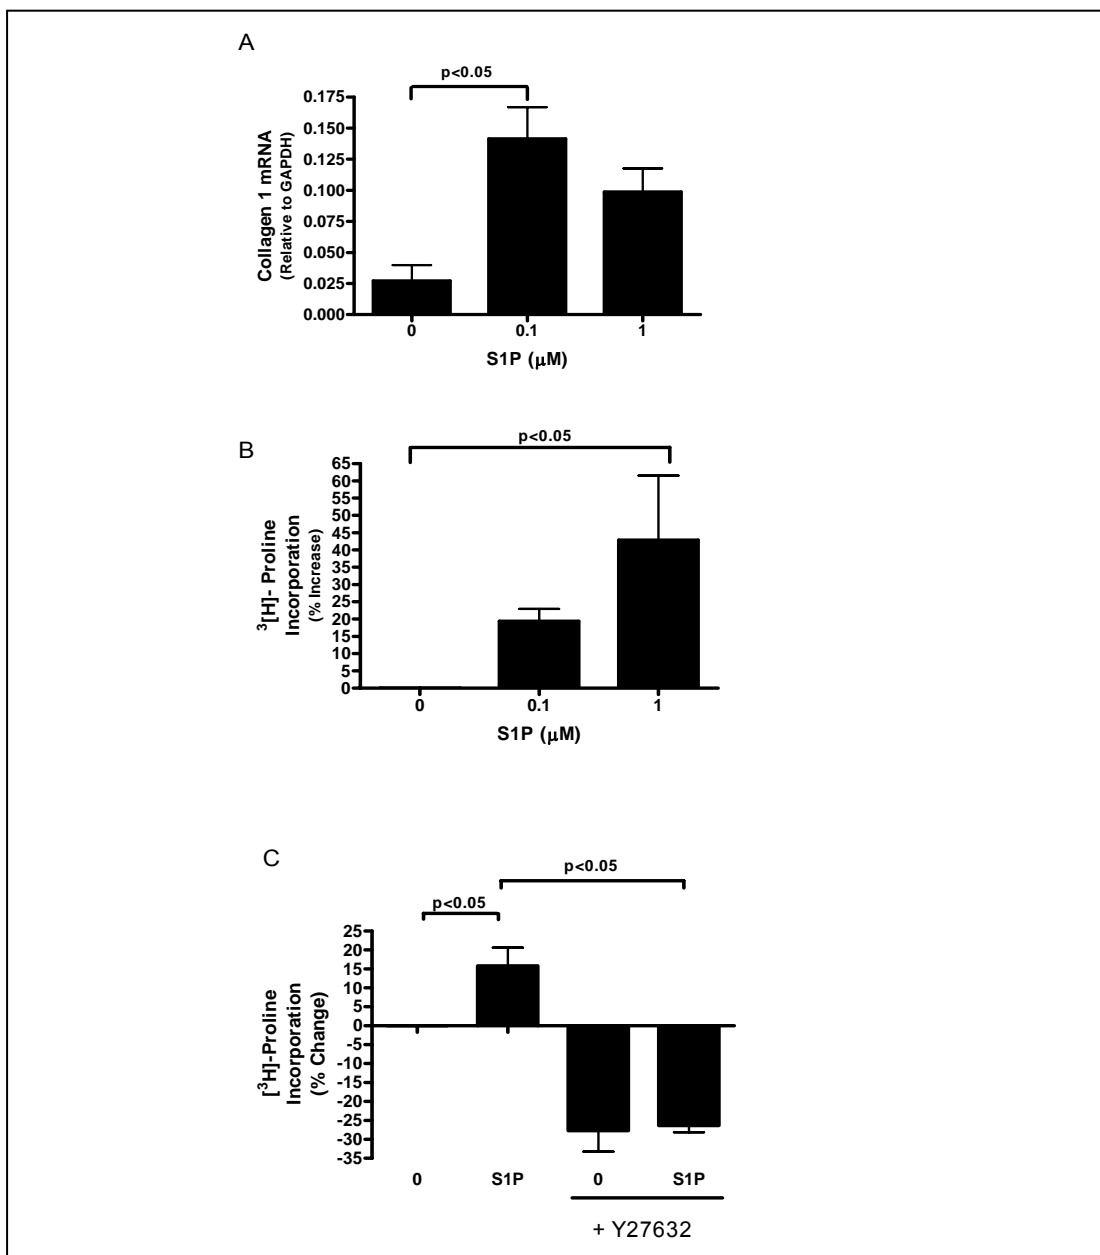 A
p<0.05
Collagen 1 mRNA
(Relative to GAPDH)
0.175
0.150
0.125
0.100
0.075
0.050
0.025
0.000
0 0.1 1
S1P (μM)
B
p<0.05
³[H]- Proline
Incorporation
(% Increase)
65
60
55
50
45
40
35
30
25
20
15
10
5
0
0 0.1 1
S1P (μM)
C
p<0.05
p<0.05
[³H]-Proline
Incorporation
(% Change)
25
20
15
10
5
0
-5
-10
-15
-20
-25
-30
-35
0 S1P 0 S1P
+ Y27632